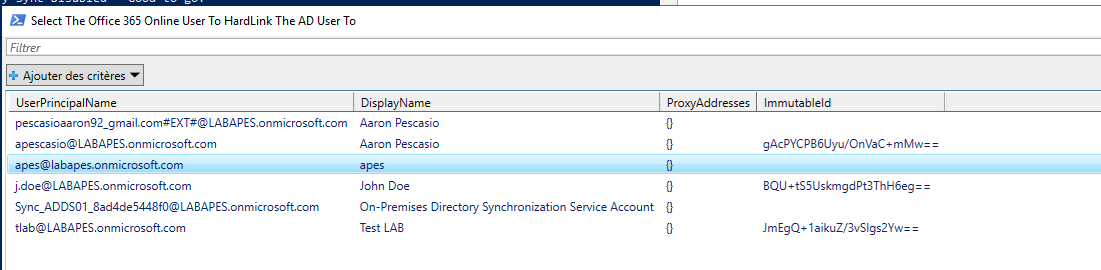 Select The Office 365 Online User To HardLink The AD User To
Filtrer
Ajouter des critères
UserPrincipalName DisplayName ProxyAddresses ImmutableId
pescasioaaron92_gmail.com#EXT#@LABAPES.onmicrosoft.com Aaron Pescasio {}
apescasio@LABAPES.onmicrosoft.com Aaron Pescasio {} gAcPYCPB6Uyu/OnVaC+mMw==
apes@labapes.onmicrosoft.com apes {}
j.doe@LABAPES.onmicrosoft.com John Doe {} BQU+tS5UskmgdPt3ThH6eg==
Sync_ADDS01_8ad4de5448f0@LABAPES.onmicrosoft.com On-Premises Directory Synchronization Service Account {}
tlab@LABAPES.onmicrosoft.com Test LAB {} JmEgQ+1aikuZ/3vSIgs2Yw==